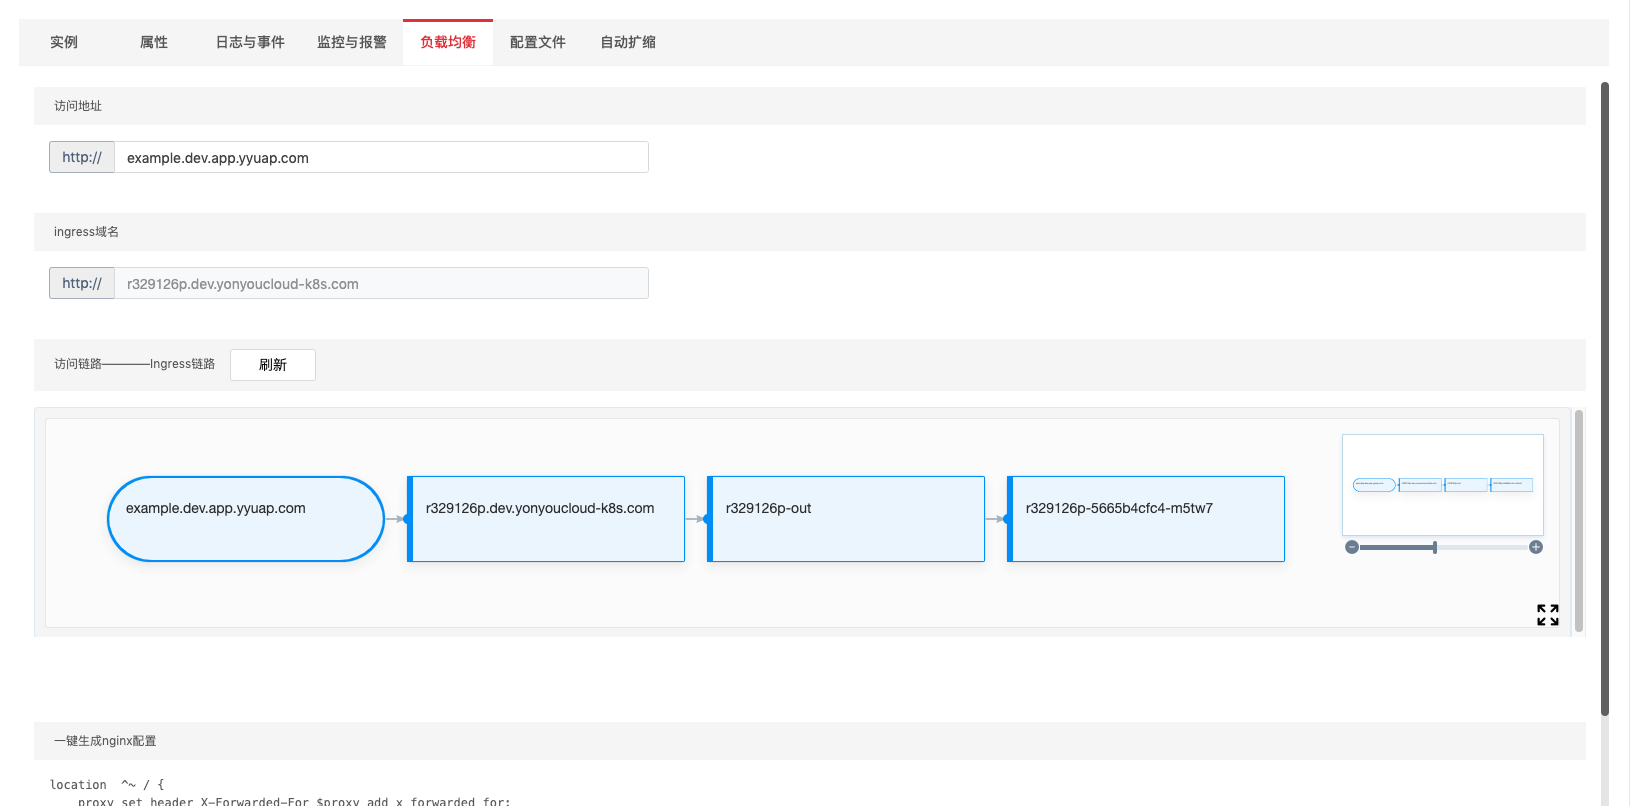 实例 属性 日志与事件 监控与报警 负载均衡 配置文件 自动扩缩
访问地址
http:// example.dev.app.yyuap.com
ingress域名
http:// r329126p.dev.yonyoucloud-k8s.com
访问链路————Ingress链路 刷新
example.dev.app.yyuap.com r329126p.dev.yonyoucloud-k8s.com r329126p-out r329126p-5665b4cfc4-m5tw7
一键生成nginx配置
location ^~ / {
proxy_set_header X-Forwarded-For $proxy_add_x_forwarded_for;